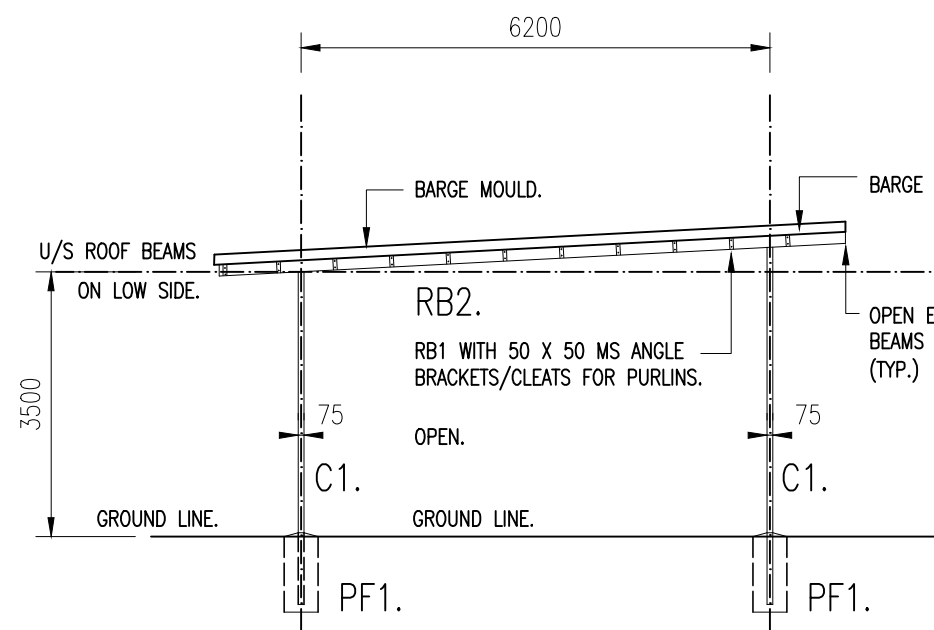 6200
BARGE MOULD.
BARGE
U/S ROOF BEAMS
ON LOW SIDE.
RB2.
OPEN E
BEAMS
(TYP.)
RB1 WITH 50 X 50 MS ANGLE
BRACKETS/CLEATS FOR PURLINS.
3500
75
OPEN.
75
C1.
C1.
GROUND LINE.
GROUND LINE.
PF1.
PF1.